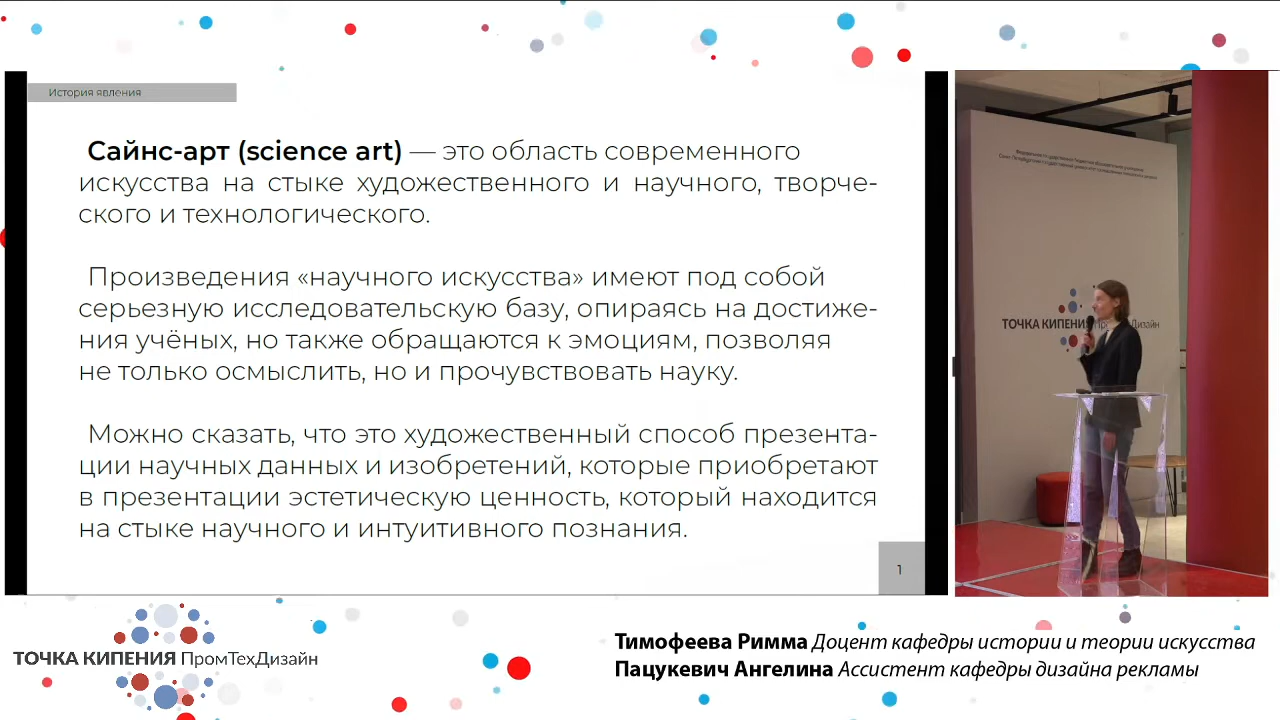 История явления
Сайнс-арт (science art) — это область современного
искусства на стыке художественного и научного, творче-
ского и технологического.
Произведения «научного искусства» имеют под собой
серьезную исследовательскую базу, опираясь на достиже-
ния учёных, но также обращаются к эмоциям, позволяя
не только осмыслить, но и прочувствовать науку.
Можно сказать, что это художественный способ презента-
ции научных данных и изобретений, которые приобретают
в презентации эстетическую ценность, который находится
на стыке научного и интуитивного познания.
1
ТОЧКА КИПЕНИЯ
ТОЧКА КИПЕНИЯ ПромТехДизайн
Тимофеева Римма Доцент кафедры истории и теории искусства
Пацукевич Ангелина Ассистент кафедры дизайна рекламы